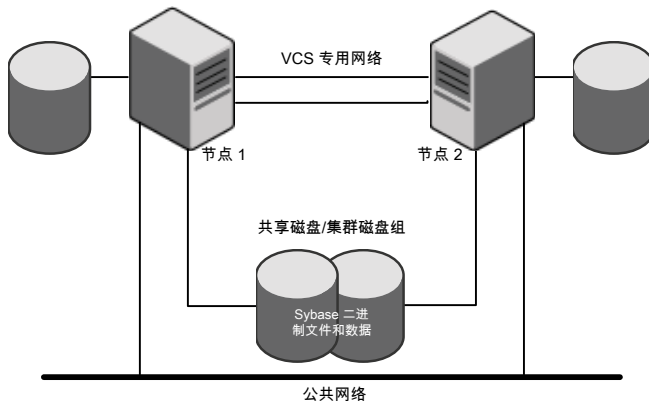 VCS 专用网络
节点 1
节点 2
共享磁盘/集群磁盘组
Sybase 二进
制文件和数据
公共网络